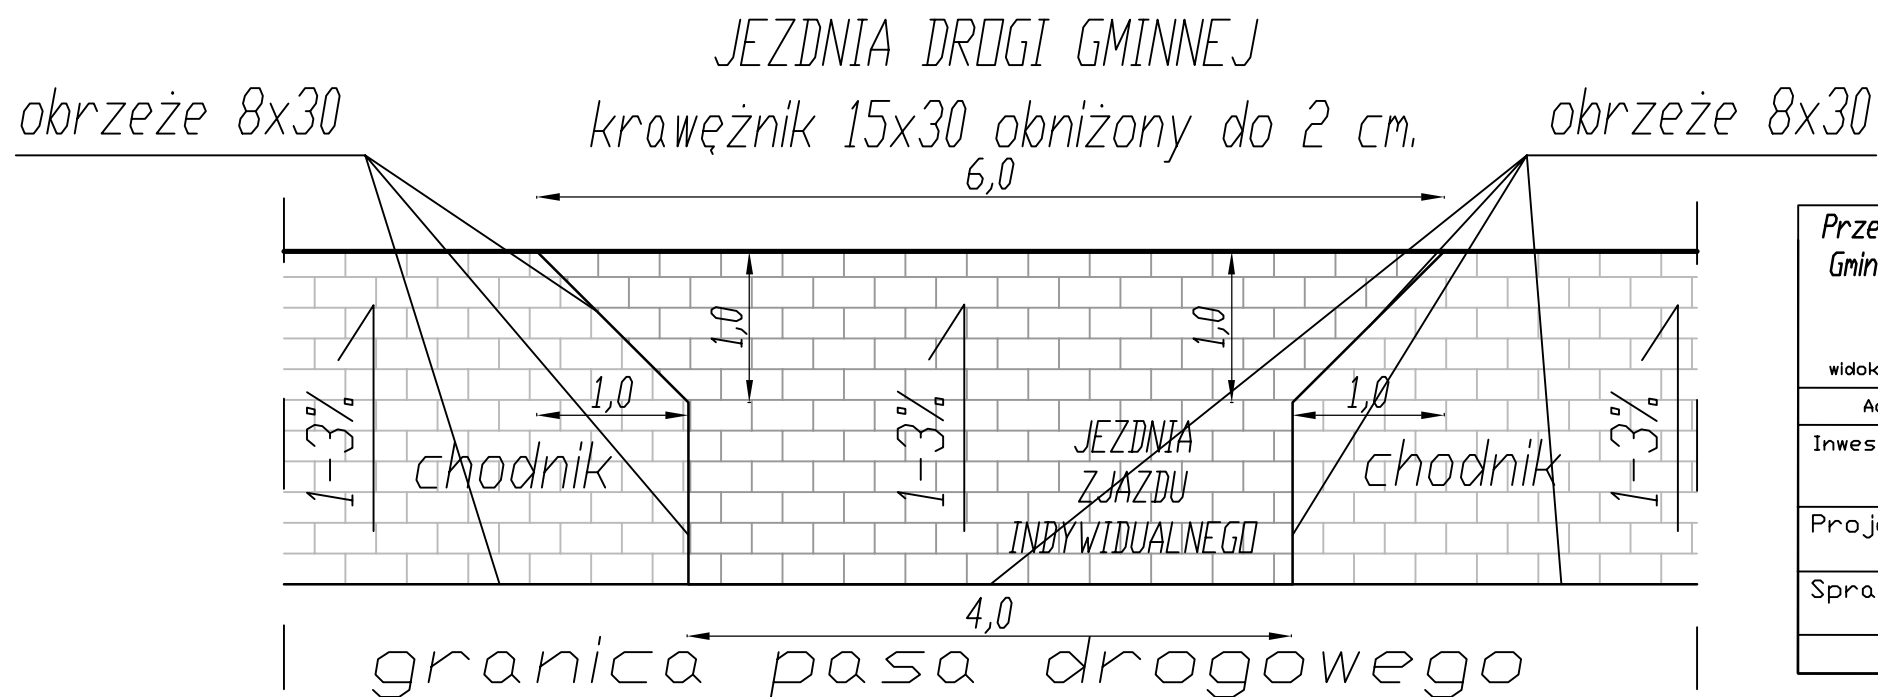 JEZDNIA DROGI GMINNEJ
obrzeże 8x30
krawężnik 15x30 obniżony do 2 cm.
obrzeże 8x30
6,0
1,0
1,0
1,0
1,0
1-3%
1-3%
1-3%
chodnik
JEZDNIA
ZJAZDU
INDYWIDUALNEGO
chodnik
4,0
granica pasa drogowego
widok